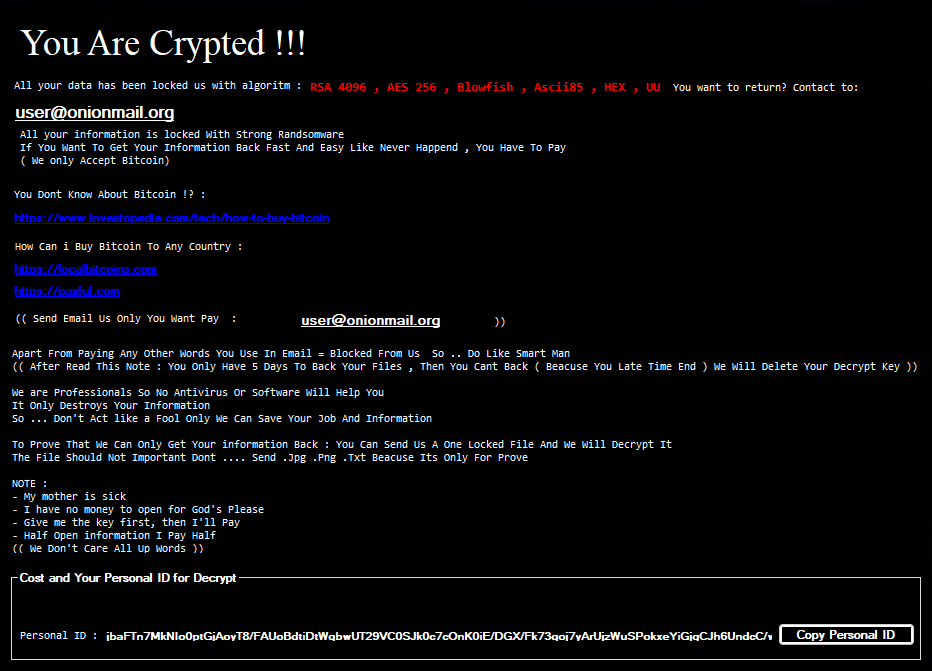 You Are Crypted !!!
All your data has been locked us with algoritm : RSA 4096 , AES 256 , Blowfish , Ascii85 , HEX , UU You want to return? Contact to:
user@onionmail.org
All your information is locked With Strong Randsomware
If You Want To Get Your Information Back Fast And Easy Like Never Happend , You Have To Pay
( We only Accept Bitcoin)
You Dont Know About Bitcoin !? :
https://www.investopedia.com/tech/how-to-buy-bitcoin
How Can i Buy Bitcoin To Any Country :
https://localbitcoins.com
https://paxful.com
(( Send Email Us Only You Want Pay : user@onionmail.org ))
Apart From Paying Any Other Words You Use In Email = Blocked From Us So .. Do Like Smart Man
(( After Read This Note : You Only Have 5 Days To Back Your Files , Then You Cant Back ( Beacuse You Late Time End ) We Will Delete Your Decrypt Key ))
We are Professionals So No Antivirus Or Software Will Help You
It Only Destroys Your Information
So ... Don't Act like a Fool Only We Can Save Your Job And Information
To Prove That We Can Only Get Your information Back : You Can Send Us A One Locked File And We Will Decrypt It
The File Should Not Important Dont .... Send .Jpg .Png .Txt Beacuse Its Only For Prove
NOTE :
- My mother is sick
- I have no money to open for God's Please
- Give me the key first, then I'll Pay
- Half Open information I Pay Half
(( We Don't Care All Up Words ))
Cost and Your Personal ID for Decrypt
Personal ID : Copy Personal ID